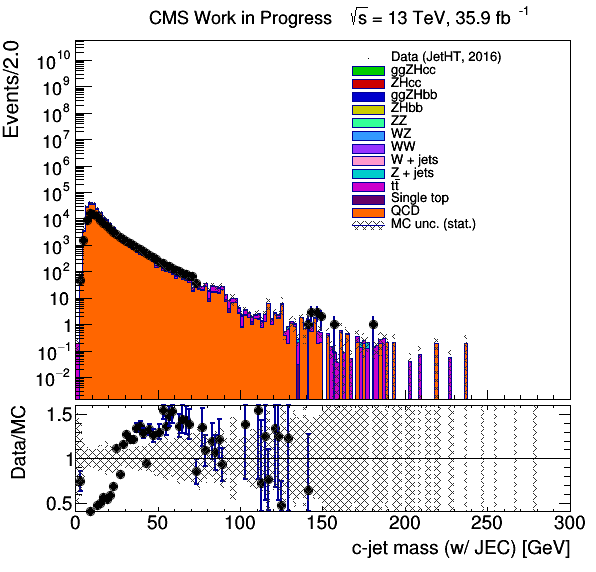 CMS Work in Progress √s = 13 TeV, 35.9 fb⁻¹
Events/2.0
10¹⁰
10⁹
10⁸
10⁷
10⁶
10⁵
10⁴
10³
10²
10
1
10⁻¹
10⁻²
Data (JetHT, 2016)
ggZHcc
ZHcc
ggZHbb
ZHbb
ZZ
WZ
WW
W + jets
Z + jets
tt̄
Single top
QCD
MC unc. (stat.)
Data/MC
1.5
1
0.5
0 50 100 150 200 250 300
c-jet mass (w/ JEC) [GeV]